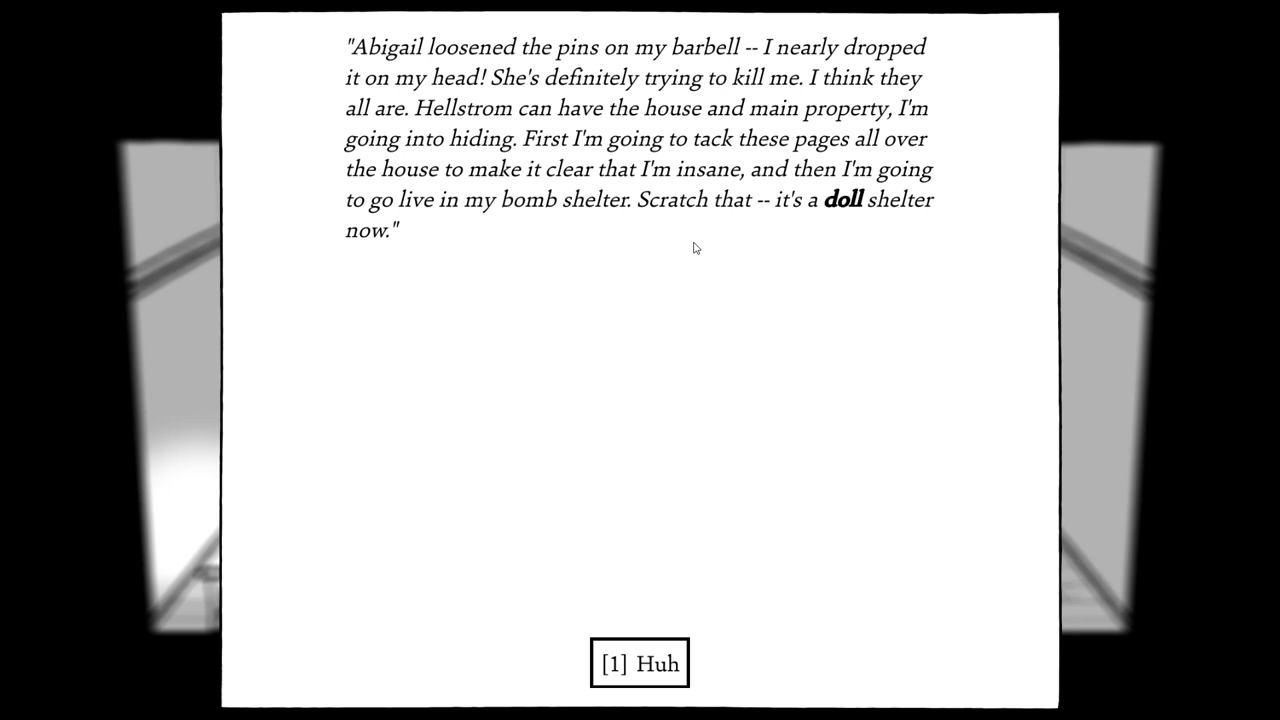 "Abigail loosened the pins on my barbell -- I nearly dropped
it on my head! She's definitely trying to kill me. I think they
all are. Hellstrom can have the house and main property, I'm
going into hiding. First I'm going to tack these pages all over
the house to make it clear that I'm insane, and then I'm going
to go live in my bomb shelter. Scratch that -- it's a doll shelter
now."
[1] Huh